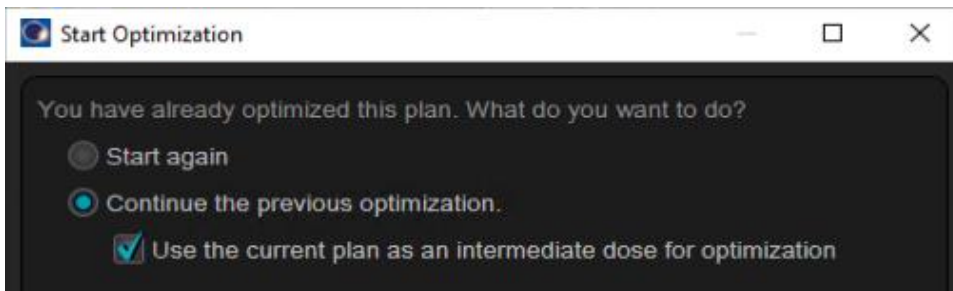 Start Optimization
You have already optimized this plan. What do you want to do?
Start again
Continue the previous optimization.
Use the current plan as an intermediate dose for optimization